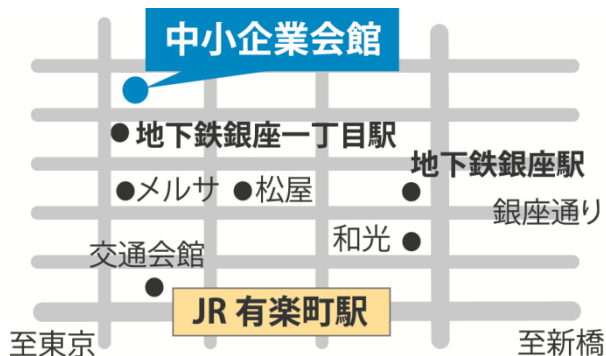 中小企業会館
地下鉄銀座一丁目駅
地下鉄銀座駅
メルサ
松屋
銀座通り
和光
交通会館
JR 有楽町駅
至東京
至新橋